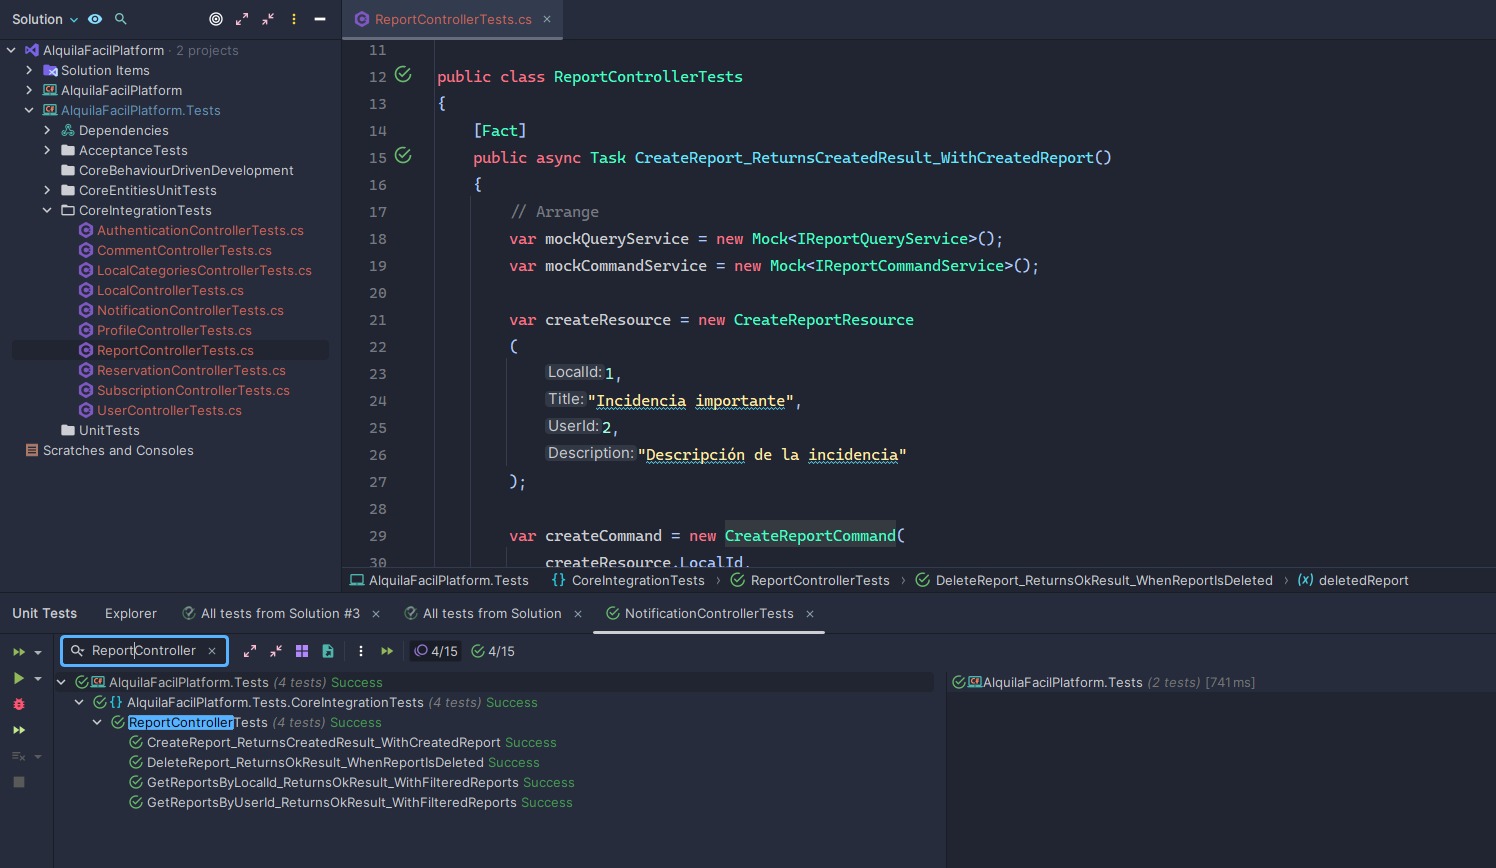 Solution
AlquilaFacilPlatform · 2 projects
Solution Items
AlquilaFacilPlatform
AlquilaFacilPlatform.Tests
Dependencies
AcceptanceTests
CoreBehaviourDrivenDevelopment
CoreEntitiesUnitTests
CoreIntegrationTests
AuthenticationControllerTests.cs
CommentControllerTests.cs
LocalCategoriesControllerTests.cs
LocalControllerTests.cs
NotificationControllerTests.cs
ProfileControllerTests.cs
ReportControllerTests.cs
ReservationControllerTests.cs
SubscriptionControllerTests.cs
UserControllerTests.cs
UnitTests
Scratches and Consoles
ReportControllerTests.cs
11
12 public class ReportControllerTests
13 {
14 [Fact]
15 public async Task CreateReport_ReturnsCreatedResult_WithCreatedReport()
16 {
17 // Arrange
18 var mockQueryService = new Mock<IReportQueryService>();
19 var mockCommandService = new Mock<IReportCommandService>();
20
21 var createResource = new CreateReportResource
22 (
23 LocalId: 1,
24 Title: "Incidencia importante",
25 UserId: 2,
26 Description: "Descripción de la incidencia"
27 );
28
29 var createCommand = new CreateReportCommand(
30 createResource.LocalId,
AlquilaFacilPlatform.Tests {} CoreIntegrationTests › ReportControllerTests › DeleteReport_ReturnsOkResult_WhenReportIsDeleted › (x) deletedReport
Unit Tests Explorer All tests from Solution #3 × All tests from Solution × NotificationControllerTests ×
ReportController × 4/15 4/15
AlquilaFacilPlatform.Tests (4 tests) Success
{} AlquilaFacilPlatform.Tests.CoreIntegrationTests (4 tests) Success
ReportControllerTests (4 tests) Success
CreateReport_ReturnsCreatedResult_WithCreatedReport Success
DeleteReport_ReturnsOkResult_WhenReportIsDeleted Success
GetReportsByLocalId_ReturnsOkResult_WithFilteredReports Success
GetReportsByUserId_ReturnsOkResult_WithFilteredReports Success
AlquilaFacilPlatform.Tests (2 tests) [741 ms]